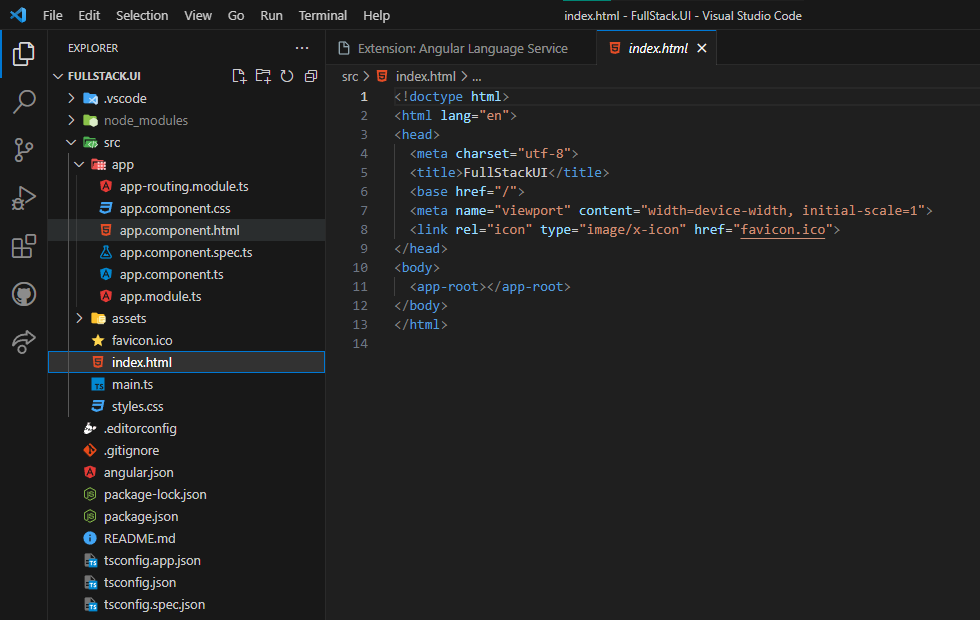 File Edit Selection View Go Run Terminal Help index.html - FullStack.UI - Visual Studio Code
EXPLORER
FULLSTACK.UI
.vscode
node_modules
src
app
app-routing.module.ts
app.component.css
app.component.html
app.component.spec.ts
app.component.ts
app.module.ts
assets
favicon.ico
index.html
TS main.ts
styles.css
.editorconfig
.gitignore
angular.json
package-lock.json
package.json
README.md
tsconfig.app.json
tsconfig.json
tsconfig.spec.json
Extension: Angular Language Service index.html
src > index.html > ...
1 <!doctype html>
2 <html lang="en">
3 <head>
4 <meta charset="utf-8">
5 <title>FullStackUI</title>
6 <base href="/">
7 <meta name="viewport" content="width=device-width, initial-scale=1">
8 <link rel="icon" type="image/x-icon" href="favicon.ico">
9 </head>
10 <body>
11 <app-root></app-root>
12 </body>
13 </html>
14